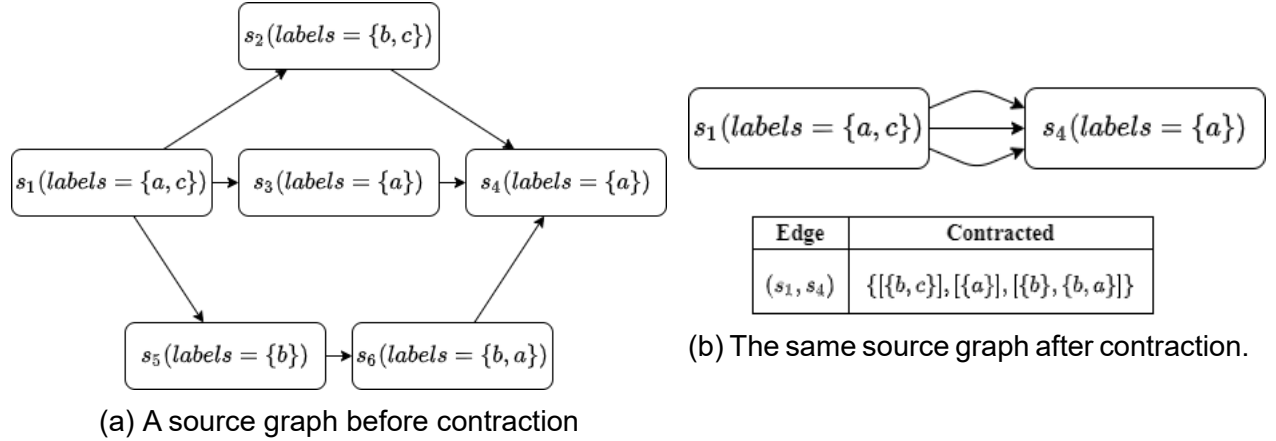 s₂(labels = {b, c})
s₁(labels = {a, c})
s₃(labels = {a})
s₄(labels = {a})
s₅(labels = {b})
s₆(labels = {b, a})
(a) A source graph before contraction
s₁(labels = {a, c})
s₄(labels = {a})
Edge Contracted
(s₁, s₄) {[{b, c}], [{a}], [{b}, {b, a}]}
(b) The same source graph after contraction.